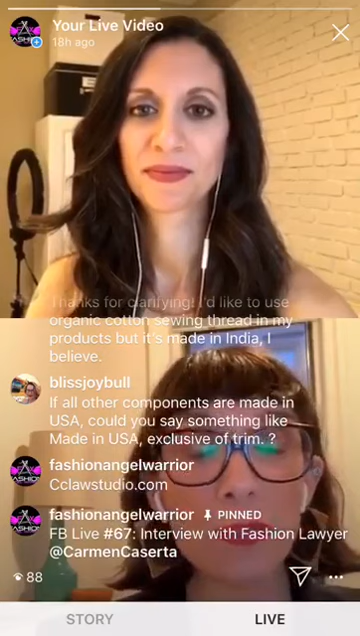 Your Live Video
18h ago
Thanks for clarifying! I'd like to use
organic cotton sewing thread in my
products but it's made in India, I
believe.
blissjoybull
If all other components are made in
USA, could you say something like
Made in USA, exclusive of trim. ?
fashionangelwarrior
Cclawstudio.com
fashionangelwarrior PINNED
FB Live #67: Interview with Fashion Lawyer
@CarmenCaserta
88
STORY
LIVE